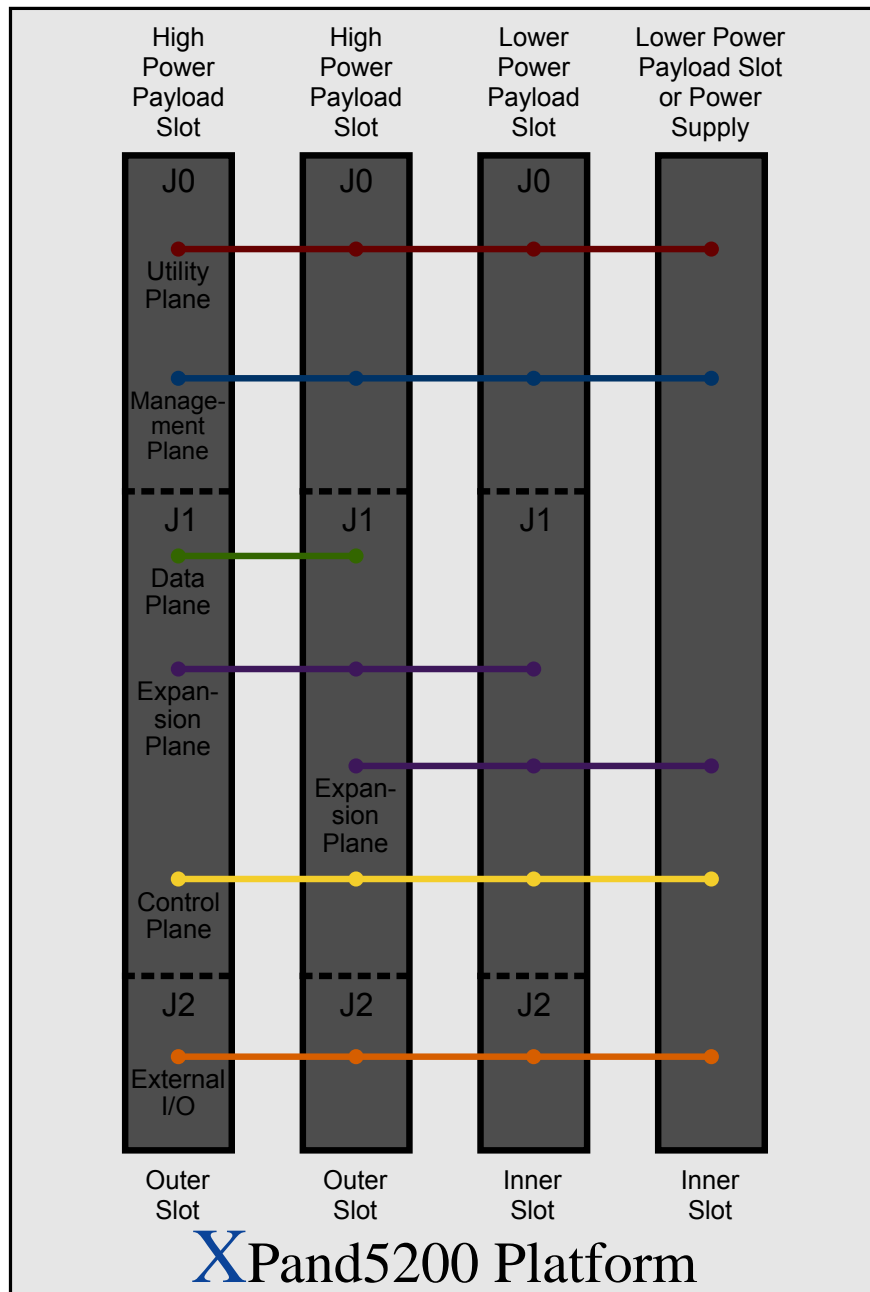 High
Power
Payload
Slot
High
Power
Payload
Slot
Lower
Power
Payload
Slot
Lower Power
Payload Slot
or Power
Supply
J0
J0
J0
Utility
Plane
Manage-
ment
Plane
J1
J1
J1
Data
Plane
Expan-
sion
Plane
Expan-
sion
Plane
Control
Plane
J2
J2
J2
External
I/O
Outer
Slot
Outer
Slot
Inner
Slot
Inner
Slot
XPand5200 Platform